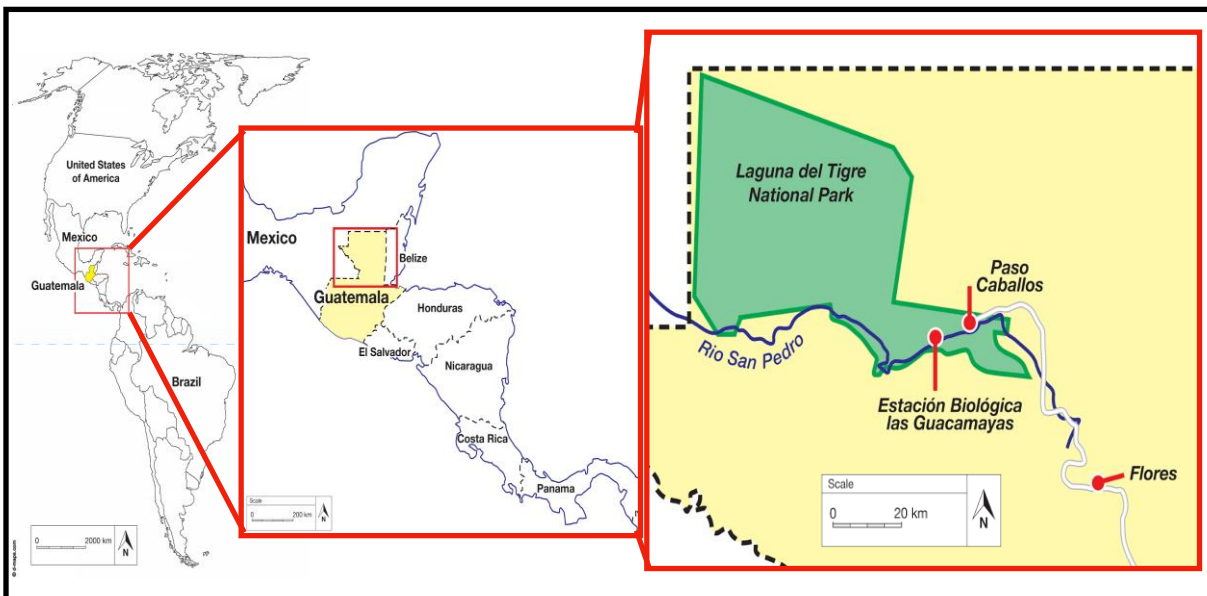 United States
of America
Mexico
Guatemala
Brazil
0 2000 km
N
© d-maps.com
Mexico
Belize
Guatemala
Honduras
El Salvador
Nicaragua
Costa Rica
Panama
Scale
0 200 km
N
Laguna del Tigre
National Park
Paso
Caballos
Rio San Pedro
Estación Biológica
las Guacamayas
Flores
Scale
0 20 km
N